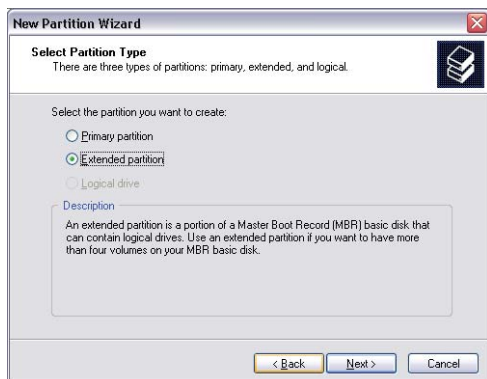 New Partition Wizard
Select Partition Type
There are three types of partitions: primary, extended, and logical.
Select the partition you want to create:
Primary partition
Extended partition
Logical drive
Description
An extended partition is a portion of a Master Boot Record (MBR) basic disk that
can contain logical drives. Use an extended partition if you want to have more
than four volumes on your MBR basic disk.
< Back
Next >
Cancel